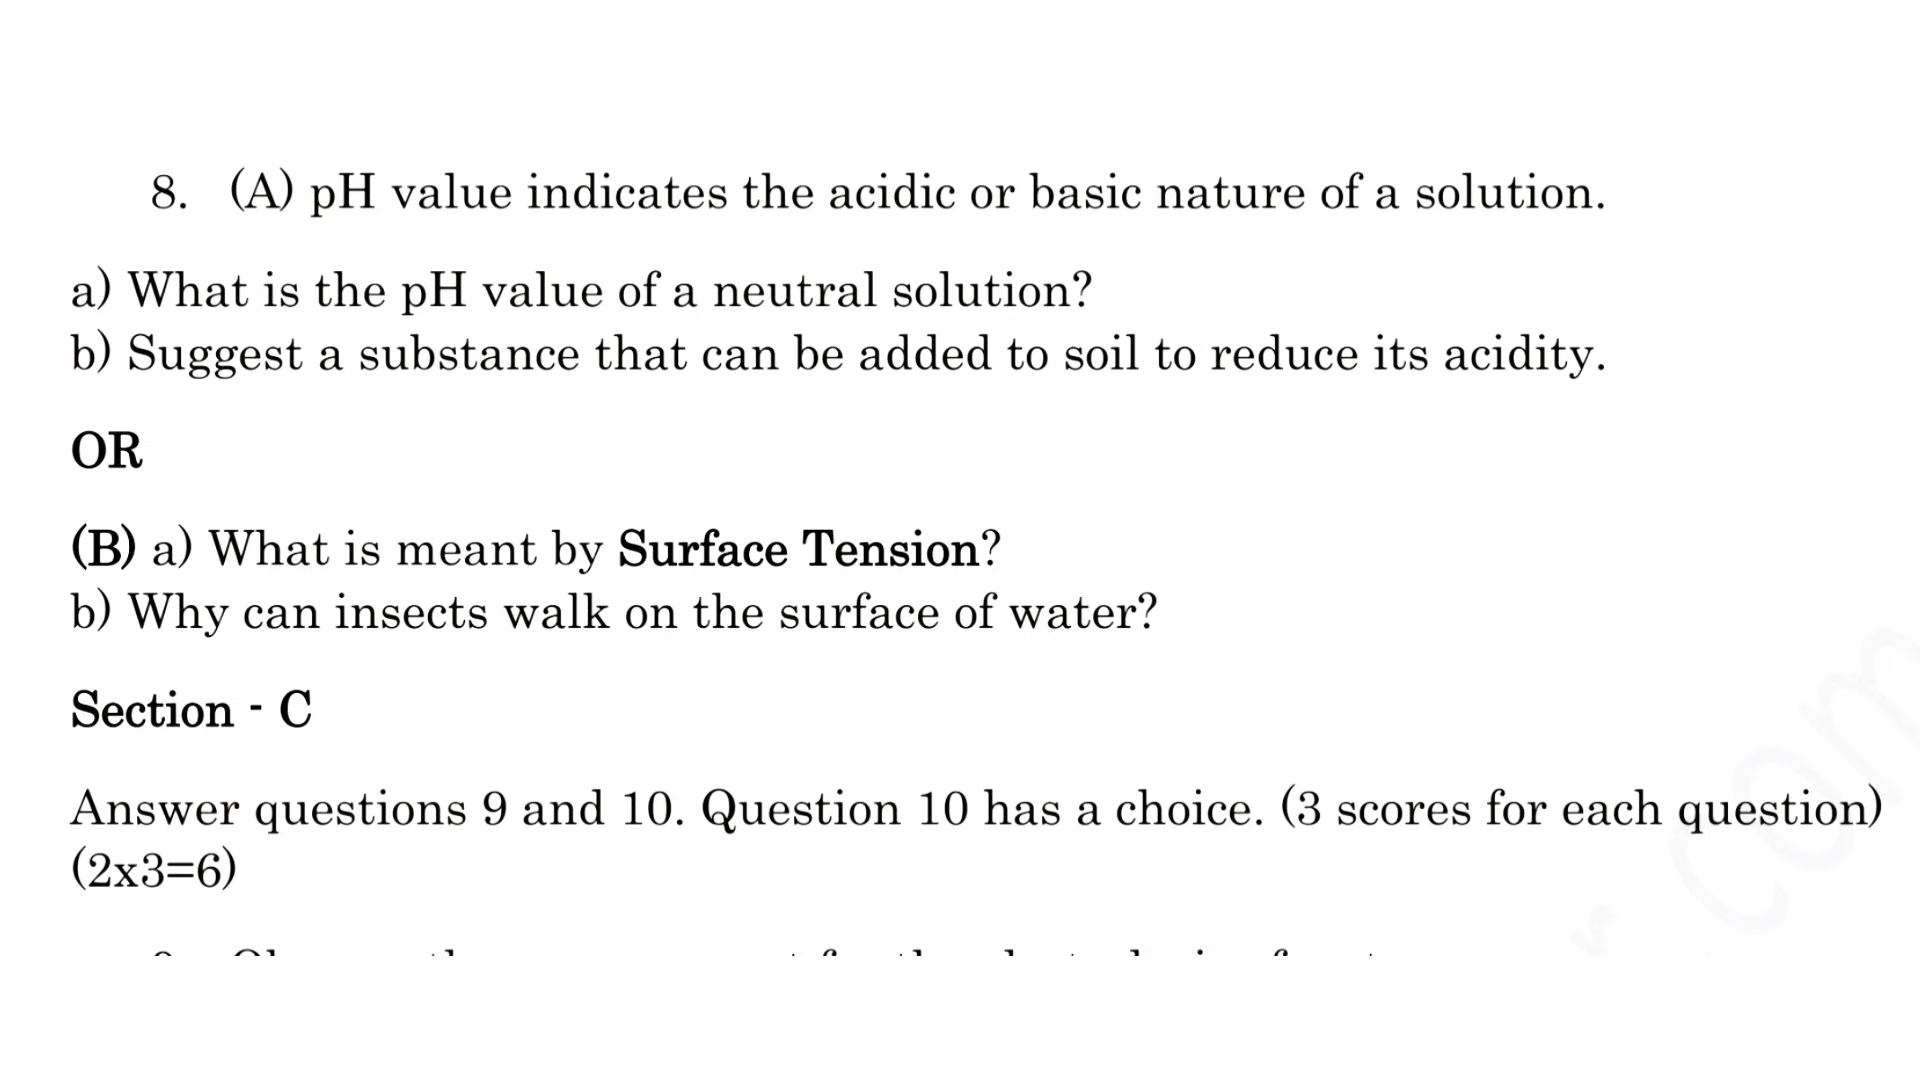 8. (A) pH value indicates the acidic or basic nature of a solution.
a) What is the pH value of a neutral solution?
b) Suggest a substance that can be added to soil to reduce its acidity.
OR
(B) a) What is meant by Surface Tension?
b) Why can insects walk on the surface of water?
Section - C
Answer questions 9 and 10. Question 10 has a choice. (3 scores for each question)
(2x3=6)